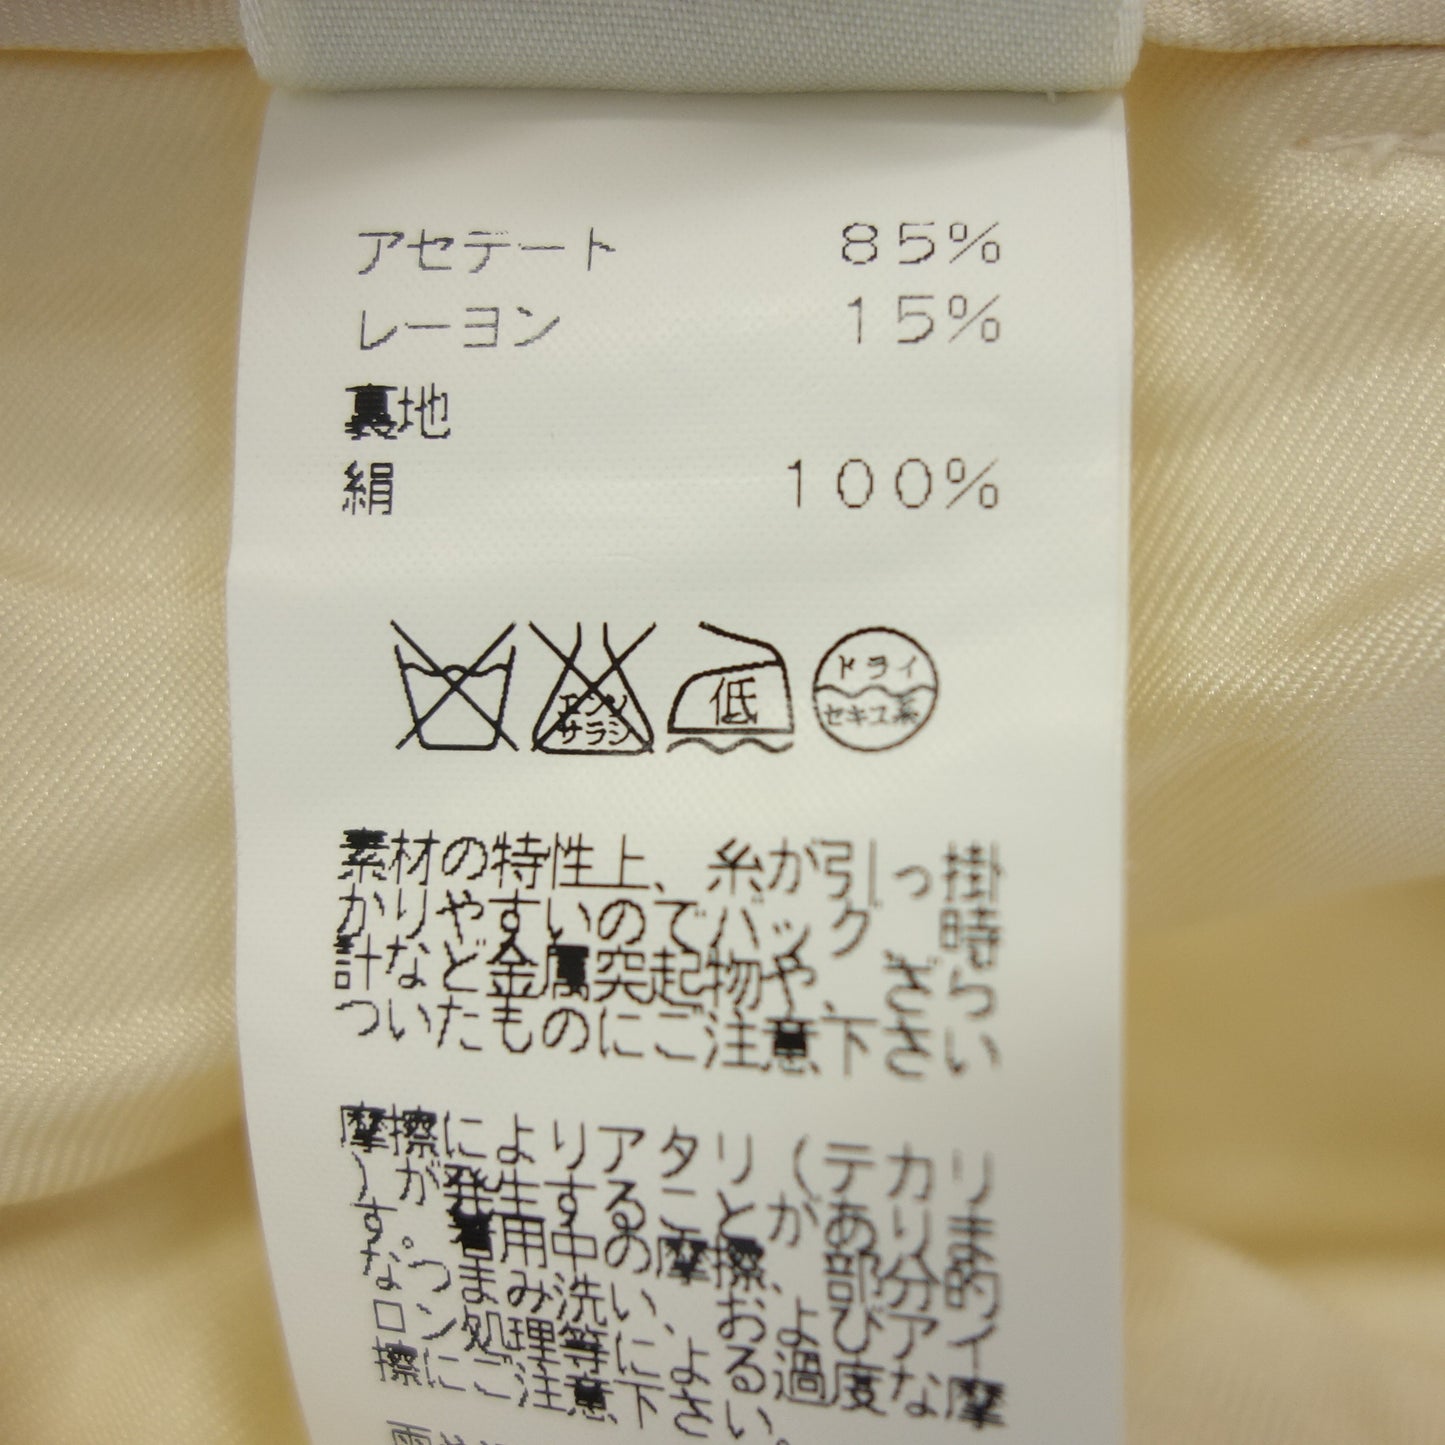 アセテート 85%
レーヨン 15%
裏地
絹 100%
エンソ
サラシ
低
ドライ
セキユ系
素材の特性上、糸が引っ掛
かりやすいのでバッグ、時
計など金属突起物や、ざらい
ついたものにご注意下さい
摩擦によりアタリ(テカリ
)が発生することがありま
す。着用中の摩擦、部分的
なつまみ洗い、および アイ
ロン処理等による過度な摩
擦にご注意下さい。
雨